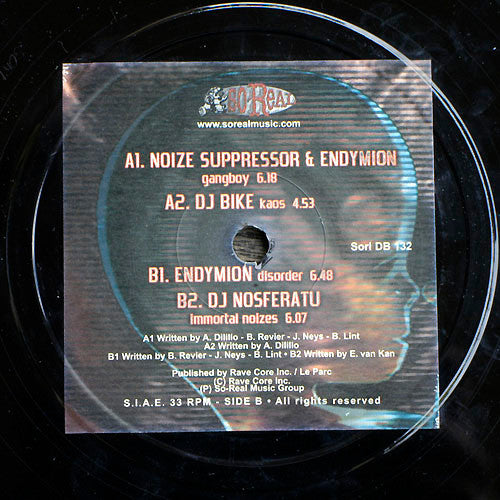 SO-REAL
www.sorealmusic.com
A1. NOIZE SUPPRESSOR & ENDYMION
gangboy 6.18
A2. DJ BIKE kaos 4.53
Sorl DB 132
B1. ENDYMION disorder 6.48
B2. DJ NOSFERATU
immortal noizes 6.07
A1 Written by A. Dilillo - B. Revier - J. Neys - B. Lint
A2 Written by A. Dilillo
B1 Written by B. Revier - J. Neys - B. Lint • B2 Written by E. van Kan
Published by Rave Core Inc. / Le Parc
(C) Rave Core Inc.
(P) So-Real Music Group
S.I.A.E. 33 RPM - SIDE B • All rights reserved